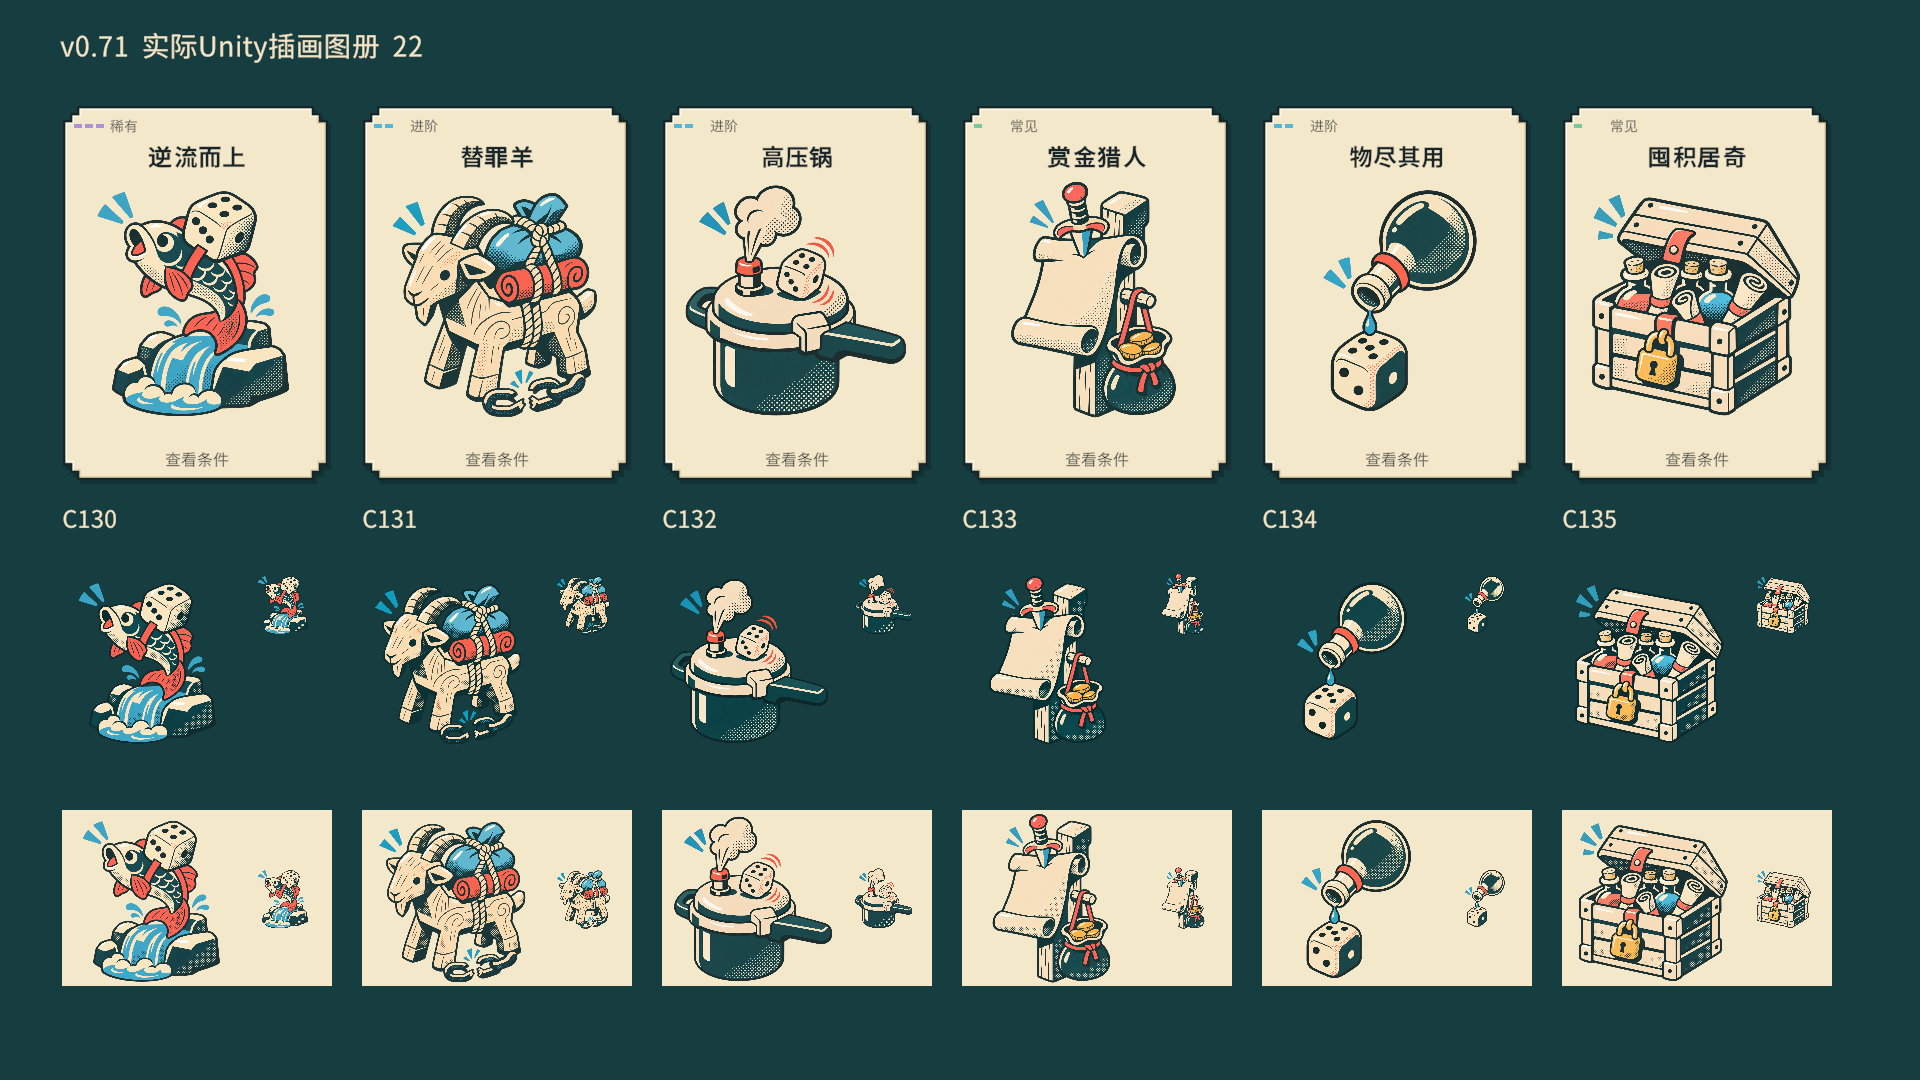 v0.71 实际Unity插画图册 22
稀有
逆流而上
查看条件
进阶
替罪羊
查看条件
进阶
高压锅
查看条件
常见
赏金猎人
查看条件
进阶
物尽其用
查看条件
常见
囤积居奇
查看条件
C130
C131
C132
C133
C134
C135